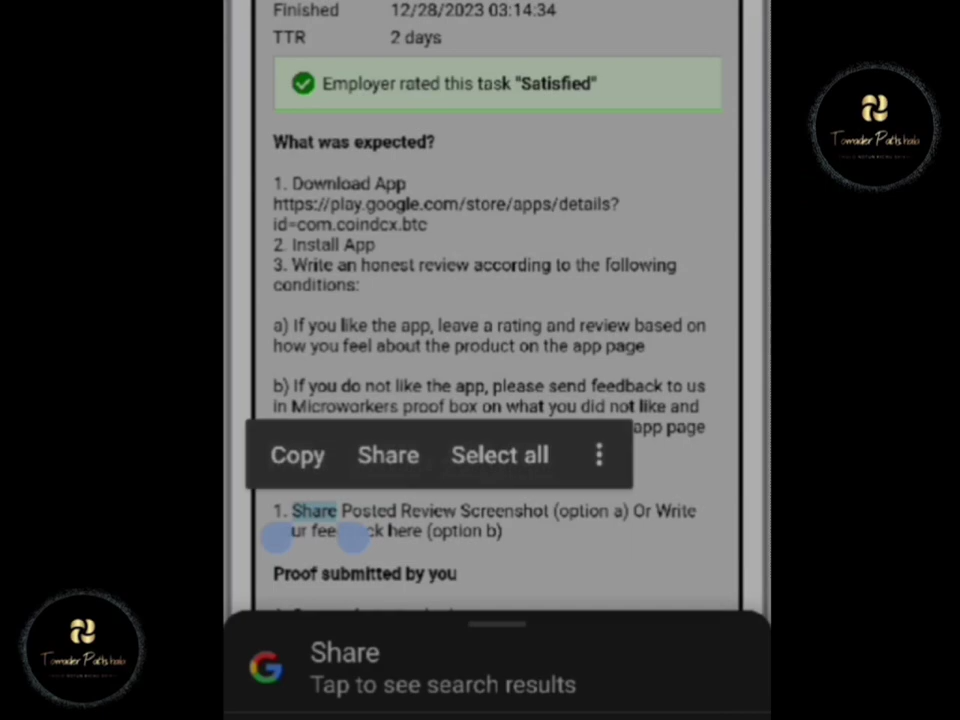 Finished 12/28/2023 03:14:34
TTR 2 days
Employer rated this task "Satisfied"
What was expected?
1. Download App
https://play.google.com/store/apps/details?
id=com.coindcx.btc
2. Install App
3. Write an honest review according to the following
conditions:
a) If you like the app, leave a rating and review based on
how you feel about the product on the app page
b) If you do not like the app, please send feedback to us
in Microworkers proof box on what you did not like and
app page
Copy Share Select all
1. Share Posted Review Screenshot (option a) Or Write
ur fee ck here (option b)
Proof submitted by you
Share
Tap to see search results
Tomader Pathshala
Tomader Pathshala